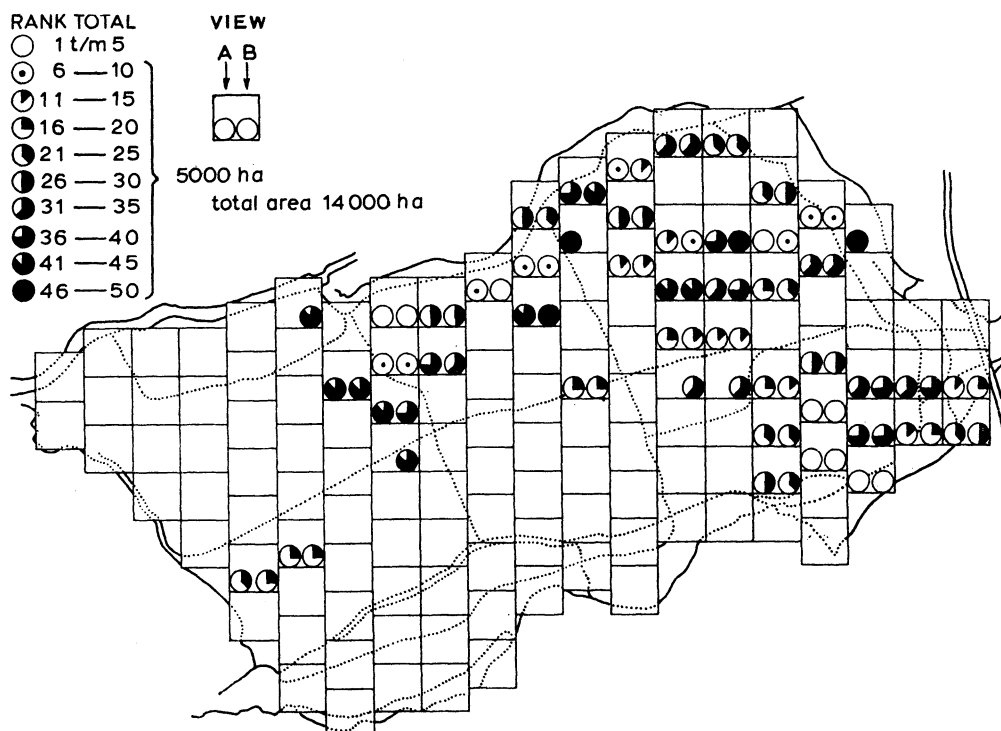 RANK TOTAL
1 t/m 5
6 — 10
11 — 15
16 — 20
21 — 25
26 — 30
31 — 35
36 — 40
41 — 45
46 — 50
VIEW
A B
5000 ha
total area 14000 ha